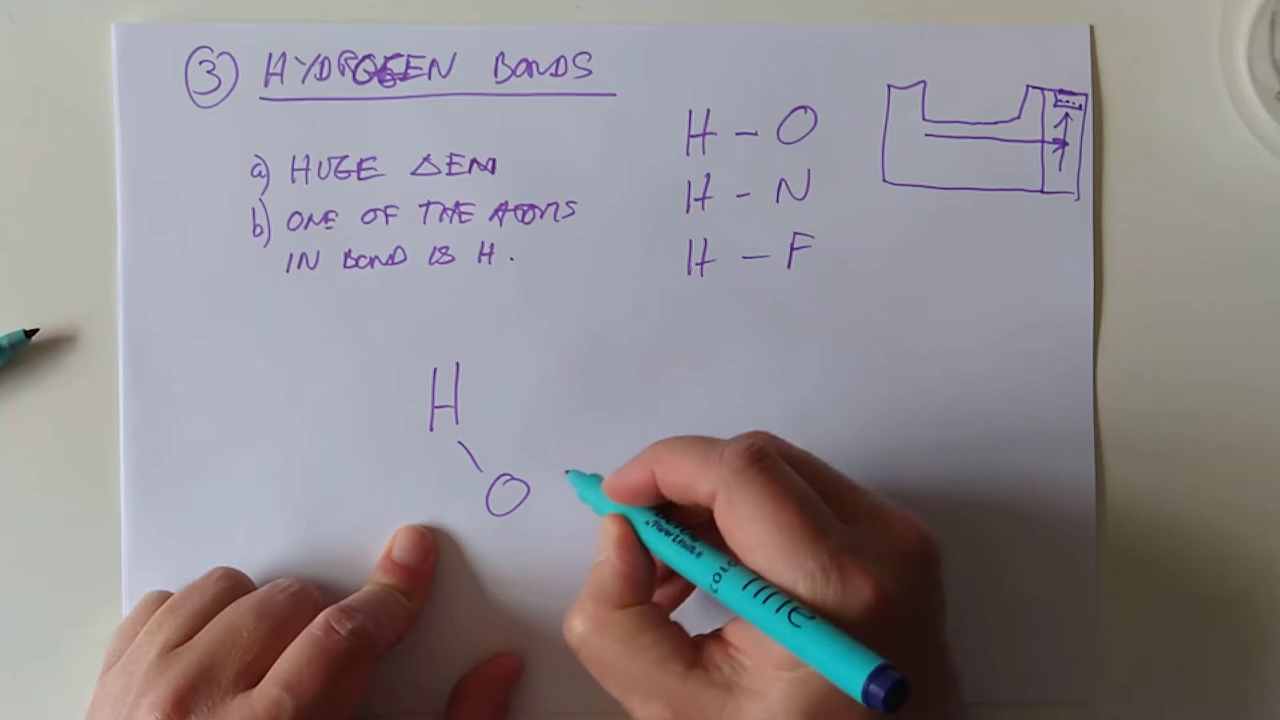 ③ HYDROGEN BONDS
a) HUGE ΔEN
b) ONE OF THE ATOMS
IN BOND IS H.
H - O
H - N
H - F
H
O